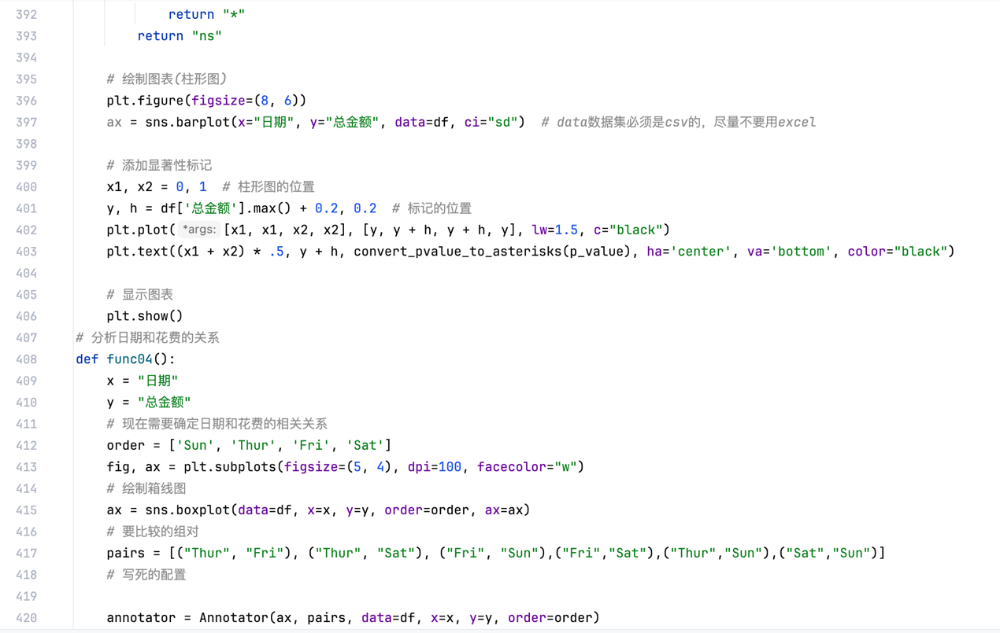 392 return "*"
393 return "ns"
394
395 # 绘制图表(柱形图)
396 plt.figure(figsize=(8, 6))
397 ax = sns.barplot(x="日期", y="总金额", data=df, ci="sd")  # data数据集必须是csv的，尽量不要用excel
398
399 # 添加显著性标记
400 x1, x2 = 0, 1  # 柱形图的位置
401 y, h = df['总金额'].max() + 0.2, 0.2  # 标记的位置
402 plt.plot( *args: [x1, x1, x2, x2], [y, y + h, y + h, y], lw=1.5, c="black")
403 plt.text((x1 + x2) * .5, y + h, convert_pvalue_to_asterisks(p_value), ha='center', va='bottom', color="black")
404
405 # 显示图表
406 plt.show()
407 # 分析日期和花费的关系
408 def func04():
409 x = "日期"
410 y = "总金额"
411 # 现在需要确定日期和花费的相关关系
412 order = ['Sun', 'Thur', 'Fri', 'Sat']
413 fig, ax = plt.subplots(figsize=(5, 4), dpi=100, facecolor="w")
414 # 绘制箱线图
415 ax = sns.boxplot(data=df, x=x, y=y, order=order, ax=ax)
416 # 要比较的组对
417 pairs = [("Thur", "Fri"), ("Thur", "Sat"), ("Fri", "Sun"),("Fri","Sat"),("Thur","Sun"),("Sat","Sun")]
418 # 写死的配置
419
420 annotator = Annotator(ax, pairs, data=df, x=x, y=y, order=order)